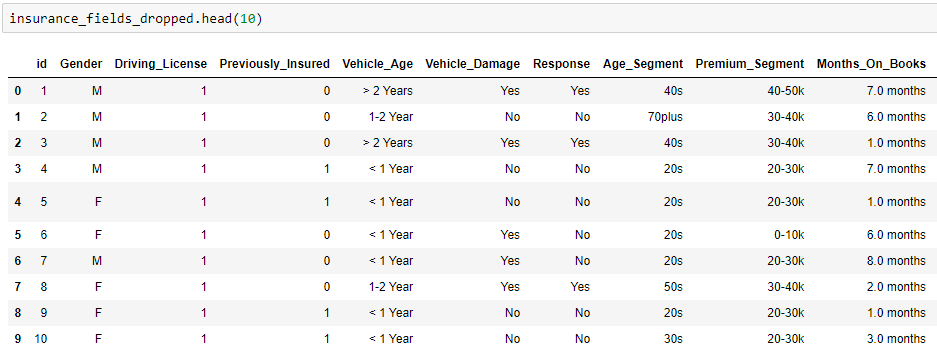 insurance_fields_dropped.head(10)
id Gender Driving_License Previously_Insured Vehicle_Age Vehicle_Damage Response Age_Segment Premium_Segment Months_On_Books
0 1 M 1 0 > 2 Years Yes Yes 40s 40-50k 7.0 months
1 2 M 1 0 1-2 Year No No 70plus 30-40k 6.0 months
2 3 M 1 0 > 2 Years Yes Yes 40s 30-40k 1.0 months
3 4 M 1 1 < 1 Year No No 20s 20-30k 7.0 months
4 5 F 1 1 < 1 Year No No 20s 20-30k 1.0 months
5 6 F 1 0 < 1 Year Yes No 20s 0-10k 6.0 months
6 7 M 1 0 < 1 Year Yes No 20s 20-30k 8.0 months
7 8 F 1 0 1-2 Year Yes Yes 50s 30-40k 2.0 months
8 9 F 1 1 < 1 Year No No 20s 20-30k 1.0 months
9 10 F 1 1 < 1 Year No No 30s 20-30k 3.0 months